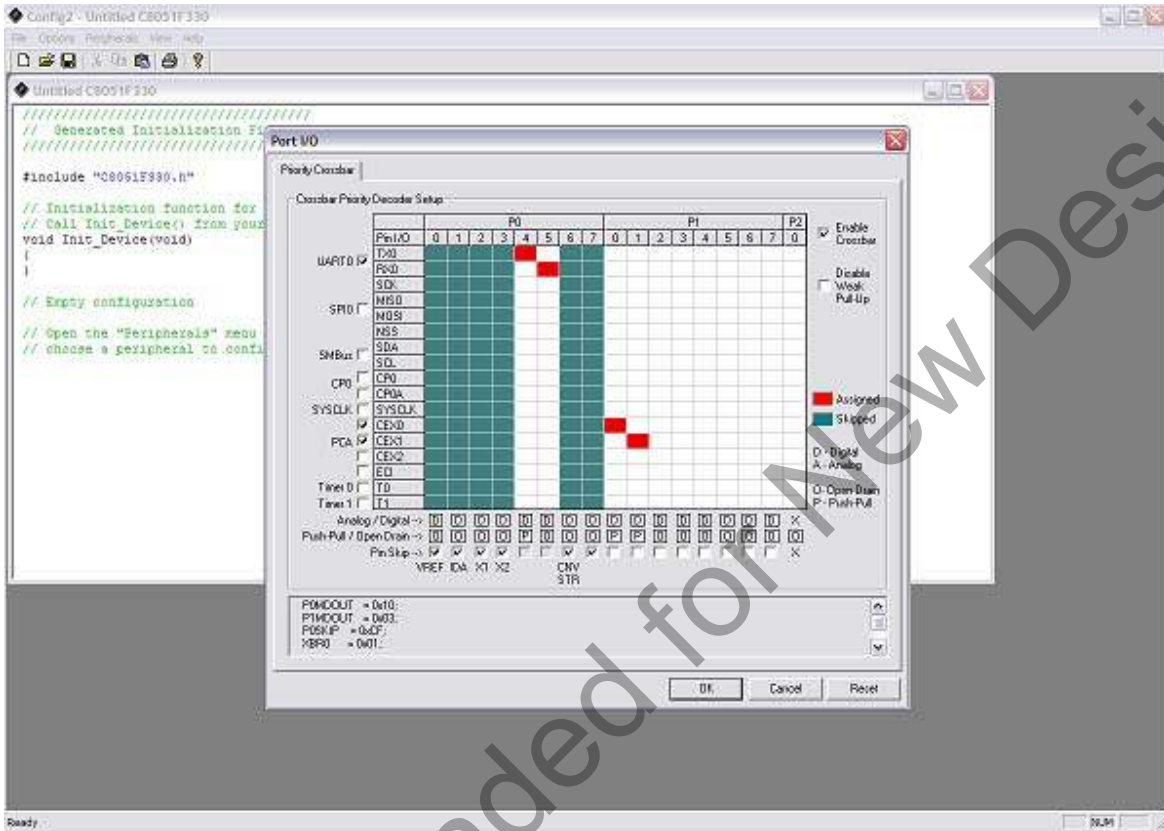 Config2 - Untitled C8051F330
File Options Peripherals View Help
Untitled C8051F330
//////////////////////////////////////
// Generated Initialization Fi
#include "C8051F330.h"
// Initialization function for
// Call Init_Device() from your
void Init_Device(void)
{
}
// Empty configuration
// Open the "Peripherals" menu
// choose a peripheral to confi
Port I/O
Priority Crossbar
Crossbar Priority Decoder Setup
P0 P1 P2
Pin I/O 0 1 2 3 4 5 6 7 0 1 2 3 4 5 6 7 0
UART0 TX0
RX0
SCK
SPI0 MISO
MOSI
NSS
SMBus SDA
SCL
CP0 CP0
CP0A
SYSCLK SYSCLK
CEX0
PCA CEX1
CEX2
ECI
Timer 0 T0
Timer 1 T1
Analog / Digital ->
Push-Pull / Open Drain ->
Pin Skip ->
VREF IDA X1 X2 CNV
STR
Enable
Crossbar
Disable
Weak
Pull-Up
Assigned
Skipped
D - Digital
A - Analog
O - Open-Drain
P - Push-Pull
P0MDOUT = 0x10;
P1MDOUT = 0x03;
P0SKIP = 0xCF;
XBR0 = 0x01;
OK Cancel Reset
Ready NUM
ded for New Desi